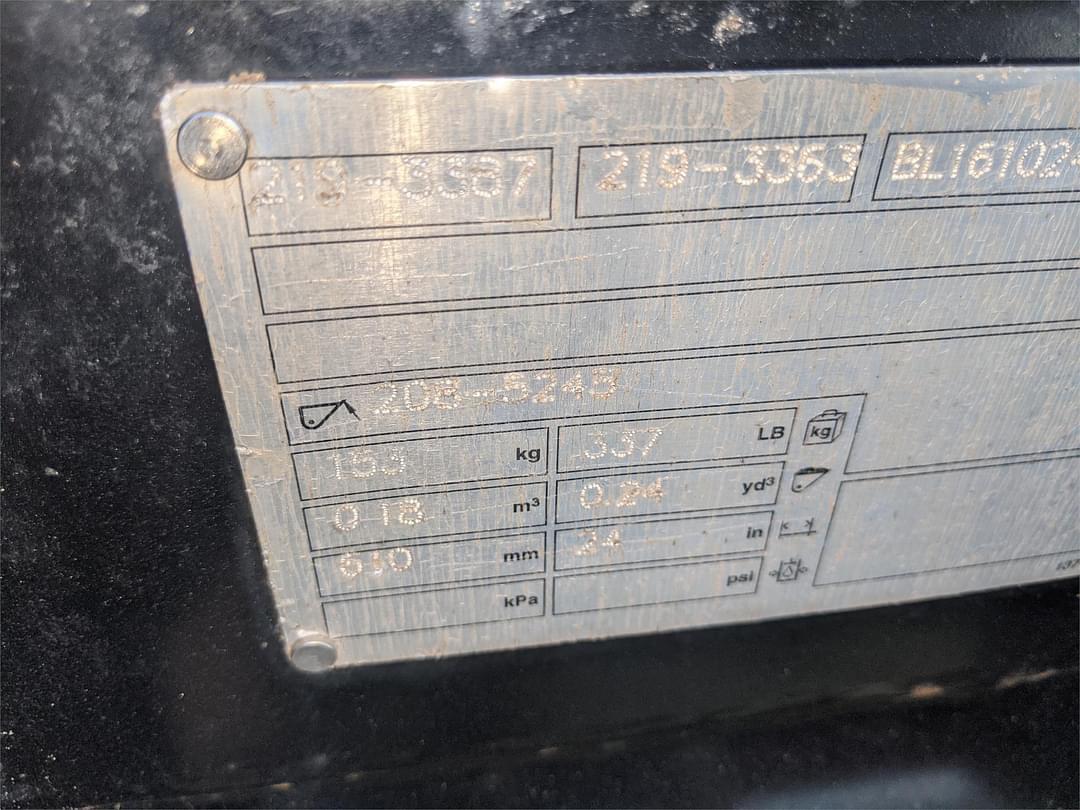 219-3387 219-3363 BL16102
208-5245
153 kg 337 LB kg
0.18 m³ 0.24 yd³
610 mm 24 in
kPa psi